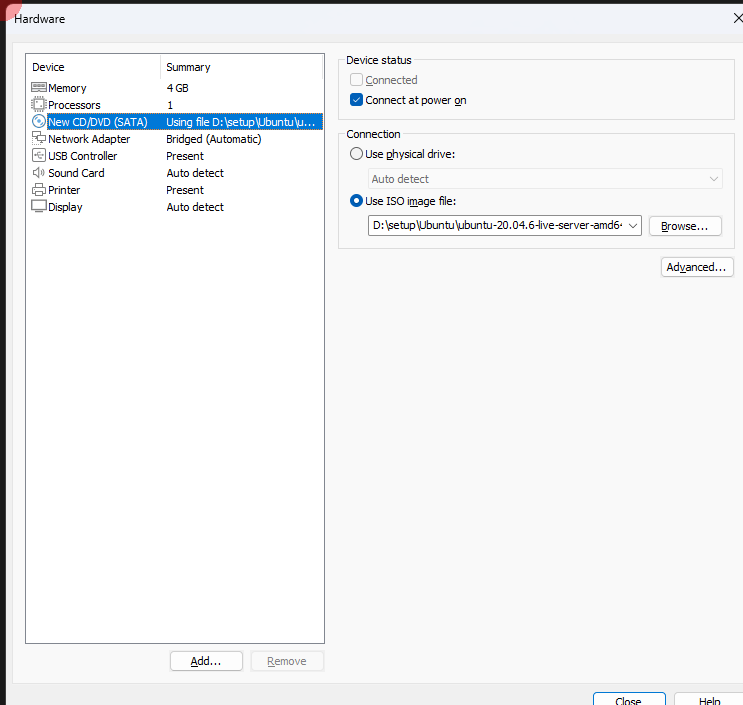 Hardware
Device Summary
Memory 4 GB
Processors 1
New CD/DVD (SATA) Using file D:\setup\Ubuntu\u...
Network Adapter Bridged (Automatic)
USB Controller Present
Sound Card Auto detect
Printer Present
Display Auto detect
Add...
Remove
Device status
Connected
Connect at power on
Connection
Use physical drive:
Auto detect
Use ISO image file:
D:\setup\Ubuntu\ubuntu-20.04.6-live-server-amd6
Browse...
Advanced...
Close
Help